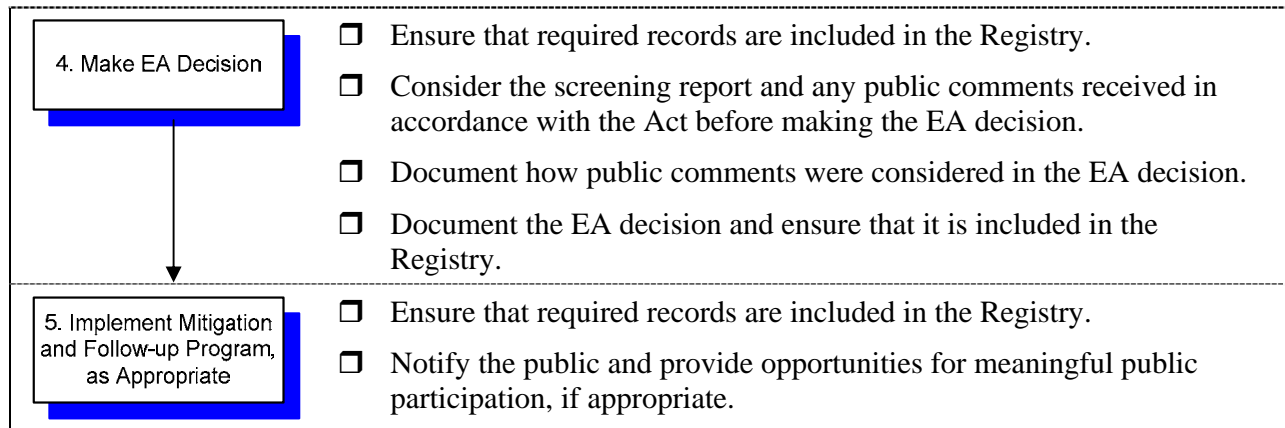 4. Make EA Decision
❒ Ensure that required records are included in the Registry.
❒ Consider the screening report and any public comments received in
accordance with the Act before making the EA decision.
❒ Document how public comments were considered in the EA decision.
❒ Document the EA decision and ensure that it is included in the
Registry.
5. Implement Mitigation
and Follow-up Program,
as Appropriate
❒ Ensure that required records are included in the Registry.
❒ Notify the public and provide opportunities for meaningful public
participation, if appropriate.